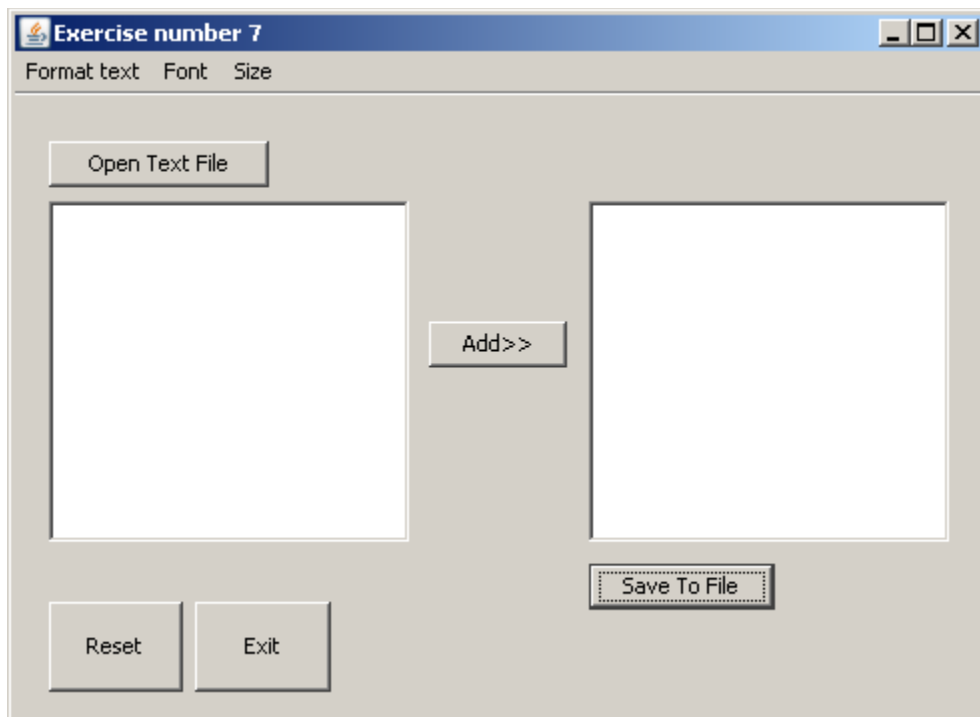 Exercise number 7
Format text Font Size
Open Text File
Add>>
Save To File
Reset Exit